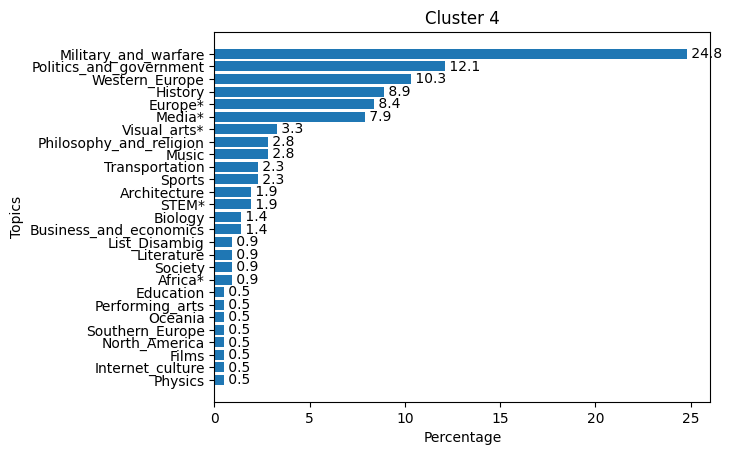 Cluster 4
Topics
Military_and_warfare 24.8
Politics_and_government 12.1
Western_Europe 10.3
History 8.9
Europe* 8.4
Media* 7.9
Visual_arts* 3.3
Philosophy_and_religion 2.8
Music 2.8
Transportation 2.3
Sports 2.3
Architecture 1.9
STEM* 1.9
Biology 1.4
Business_and_economics 1.4
List_Disambig 0.9
Literature 0.9
Society 0.9
Africa* 0.9
Education 0.5
Performing_arts 0.5
Oceania 0.5
Southern_Europe 0.5
North_America 0.5
Films 0.5
Internet_culture 0.5
Physics 0.5
0 5 10 15 20 25
Percentage